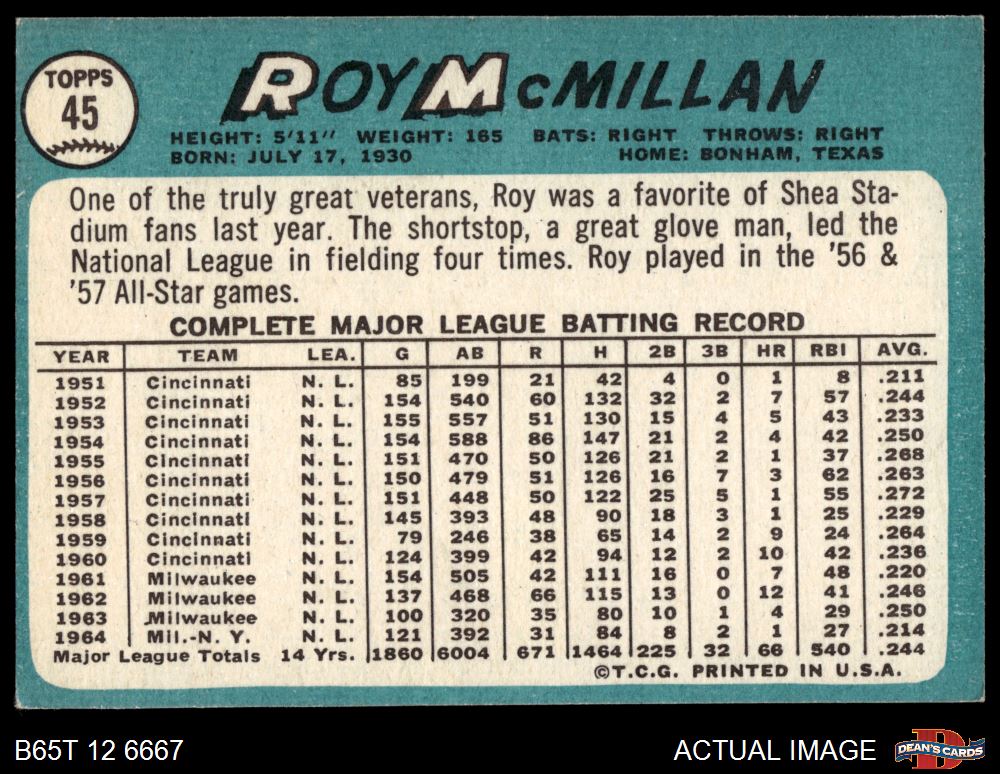 TOPPS
45
ROY McMILLAN
HEIGHT: 5'11" WEIGHT: 165 BATS: RIGHT THROWS: RIGHT
BORN: JULY 17, 1930 HOME: BONHAM, TEXAS
One of the truly great veterans, Roy was a favorite of Shea Sta-
dium fans last year. The shortstop, a great glove man, led the
National League in fielding four times. Roy played in the '56 &
'57 All-Star games.
COMPLETE MAJOR LEAGUE BATTING RECORD
YEAR TEAM LEA. G AB R H 2B 3B HR RBI AVG.
1951 Cincinnati N. L. 85 199 21 42 4 0 1 8 .211
1952 Cincinnati N. L. 154 540 60 132 32 2 7 57 .244
1953 Cincinnati N. L. 155 557 51 130 15 4 5 43 .233
1954 Cincinnati N. L. 154 588 86 147 21 2 4 42 .250
1955 Cincinnati N. L. 151 470 50 126 21 2 1 37 .268
1956 Cincinnati N. L. 150 479 51 126 16 7 3 62 .263
1957 Cincinnati N. L. 151 448 50 122 25 5 1 55 .272
1958 Cincinnati N. L. 145 393 48 90 18 3 1 25 .229
1959 Cincinnati N. L. 79 246 38 65 14 2 9 24 .264
1960 Cincinnati N. L. 124 399 42 94 12 2 10 42 .236
1961 Milwaukee N. L. 154 505 42 111 16 0 7 48 .220
1962 Milwaukee N. L. 137 468 66 115 13 0 12 41 .246
1963 Milwaukee N. L. 100 320 35 80 10 1 4 29 .250
1964 Mil.-N. Y. N. L. 121 392 31 84 8 2 1 27 .214
Major League Totals 14 Yrs. 1860 6004 671 1464 225 32 66 540 .244
©T.C.G. PRINTED IN U.S.A.
B65T 12 6667 ACTUAL IMAGE DEAN'S CARDS